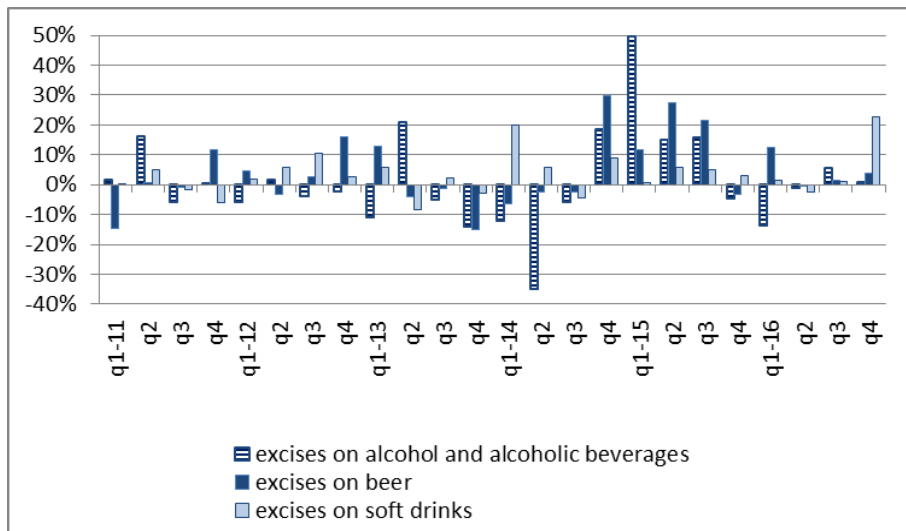 50%
40%
30%
20%
10%
0%
-10%
-20%
-30%
-40%
q1-11 q2 q3 q4 q1-12 q2 q3 q4 q1-13 q2 q3 q4 q1-14 q2 q3 q4 q1-15 q2 q3 q4 q1-16 q2 q3 q4
excises on alcohol and alcoholic beverages
excises on beer
excises on soft drinks